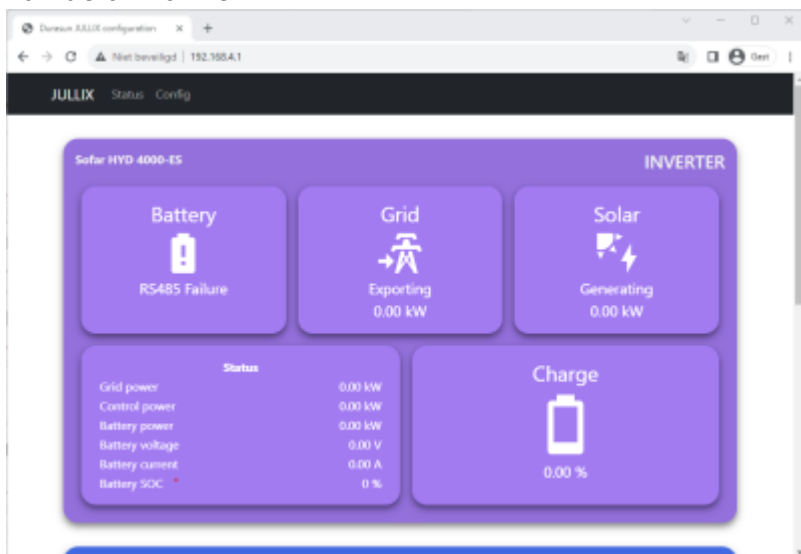 Duratsun JULLIX configuration
Niet beveiligd | 192.168.4.1
Gert
JULLIX Status Config
Sofar HYD 4000-ES
INVERTER
Battery
RS485 Failure
Grid
Exporting
0.00 kW
Solar
Generating
0.00 kW
Status
Grid power 0.00 kW
Control power 0.00 kW
Battery power 0.00 kW
Battery voltage 0.00 V
Battery current 0.00 A
Battery SOC * 0 %
Charge
0.00 %